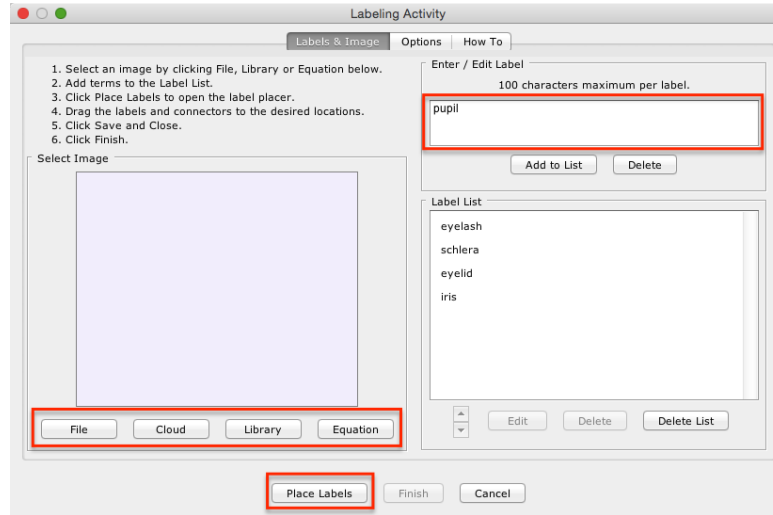 Labeling Activity
Labels & Image Options How To
1. Select an image by clicking File, Library or Equation below.
2. Add terms to the Label List.
3. Click Place Labels to open the label placer.
4. Drag the labels and connectors to the desired locations.
5. Click Save and Close.
6. Click Finish.
Select Image
File Cloud Library Equation
Enter / Edit Label
100 characters maximum per label.
pupil
Add to List Delete
Label List
eyelash
schlera
eyelid
iris
Edit Delete Delete List
Place Labels Finish Cancel